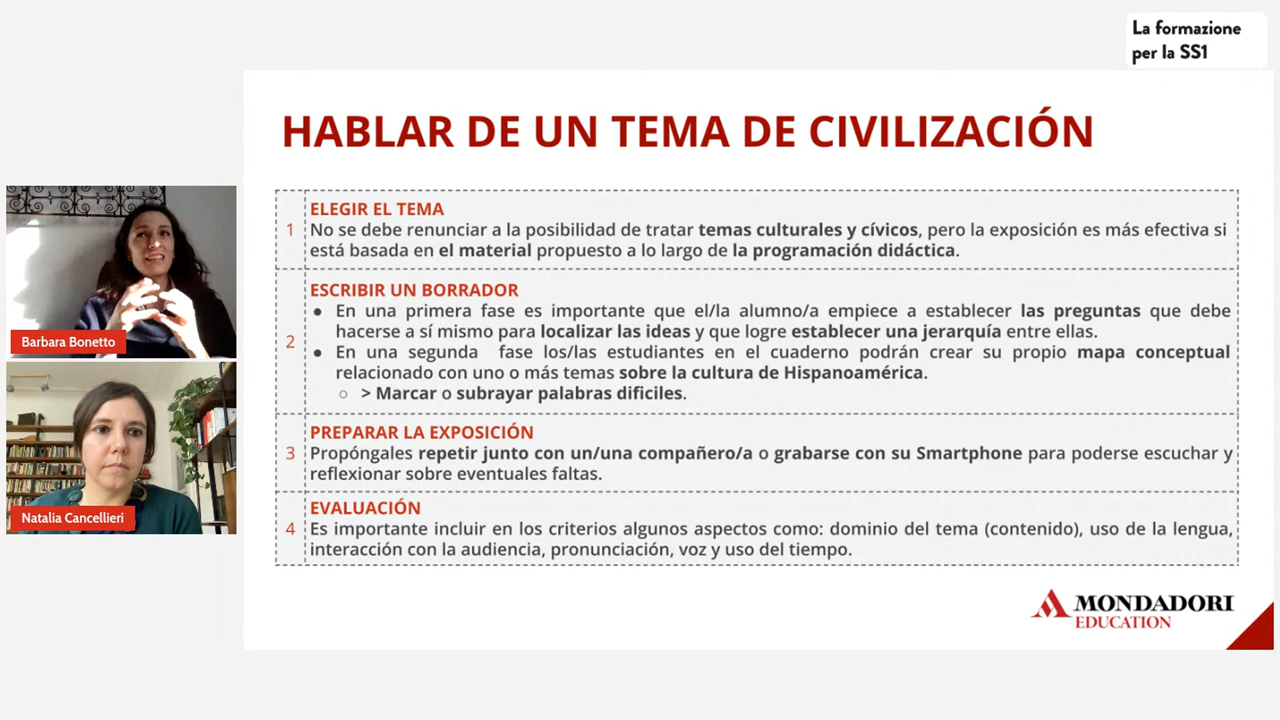 La formazione
per la SS1
HABLAR DE UN TEMA DE CIVILIZACIÓN
1
ELEGIR EL TEMA
No se debe renunciar a la posibilidad de tratar temas culturales y cívicos, pero la exposición es más efectiva si
está basada en el material propuesto a lo largo de la programación didáctica.
2
ESCRIBIR UN BORRADOR
● En una primera fase es importante que el/la alumno/a empiece a establecer las preguntas que debe
hacerse a sí mismo para localizar las ideas y que logre establecer una jerarquía entre ellas.
● En una segunda fase los/las estudiantes en el cuaderno podrán crear su propio mapa conceptual
relacionado con uno o más temas sobre la cultura de Hispanoamérica.
○ > Marcar o subrayar palabras dificiles.
3
PREPARAR LA EXPOSICIÓN
Propóngales repetir junto con un/una compañero/a o grabarse con su Smartphone para poderse escuchar y
reflexionar sobre eventuales faltas.
4
EVALUACIÓN
Es importante incluir en los criterios algunos aspectos como: dominio del tema (contenido), uso de la lengua,
interacción con la audiencia, pronunciación, voz y uso del tiempo.
Barbara Bonetto
Natalia Cancellieri
MONDADORI
EDUCATION